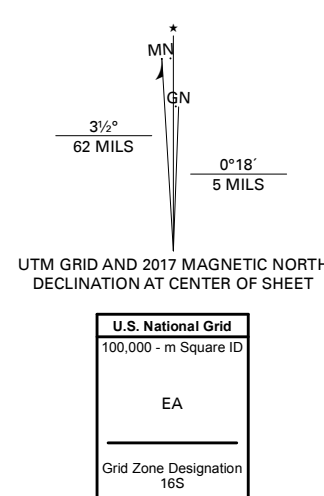 ★
MN
GN
3½°
62 MILS
0°18´
5 MILS
UTM GRID AND 2017 MAGNETIC NORTH
DECLINATION AT CENTER OF SHEET
U.S. National Grid
100,000 - m Square ID
EA
Grid Zone Designation
16S